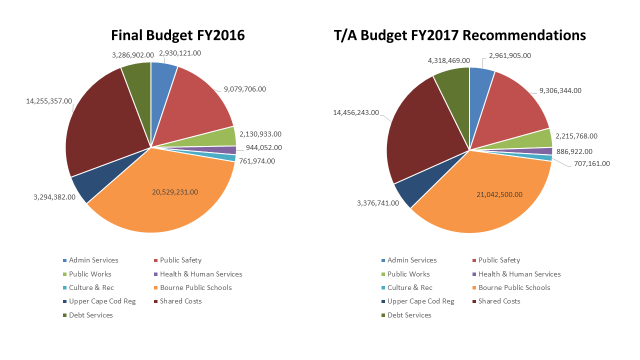 Final Budget FY2016
3,286,902.00
2,930,121.00
9,079,706.00
14,255,357.00
2,130,933.00
944,052.00
761,974.00
3,294,382.00
20,529,231.00
Admin Services
Public Safety
Public Works
Health & Human Services
Culture & Rec
Bourne Public Schools
Upper Cape Cod Reg
Shared Costs
Debt Services
T/A Budget FY2017 Recommendations
4,318,469.00
2,961,905.00
9,306,344.00
14,456,243.00
2,215,768.00
886,922.00
707,161.00
3,376,741.00
21,042,500.00
Admin Services
Public Safety
Public Works
Health & Human Services
Culture & Rec
Bourne Public Schools
Upper Cape Cod Reg
Shared Costs
Debt Services